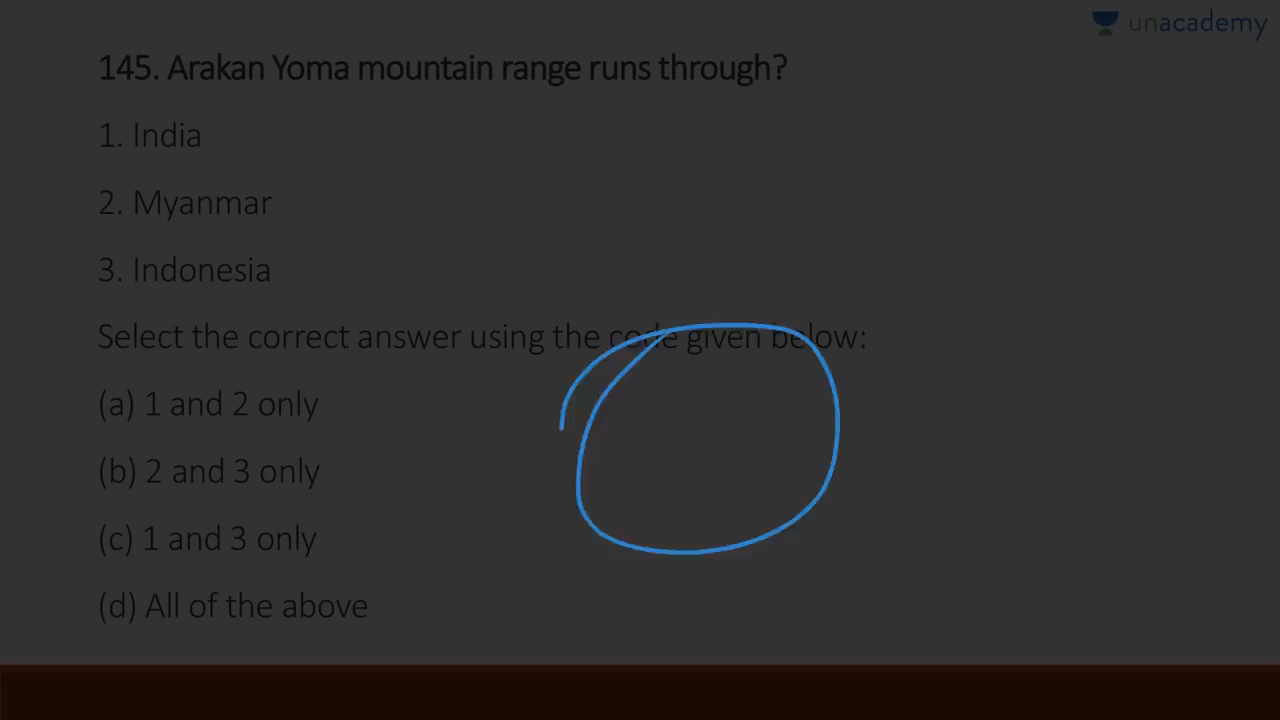 unacademy
145. Arakan Yoma mountain range runs through?
1. India
2. Myanmar
3. Indonesia
Select the correct answer using the code given below:
(a) 1 and 2 only
(b) 2 and 3 only
(c) 1 and 3 only
(d) All of the above